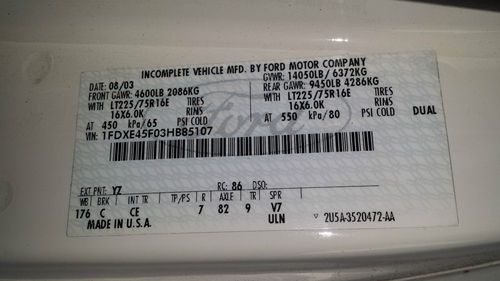 INCOMPLETE VEHICLE MFD. BY FORD MOTOR COMPANY
DATE: 08/03 GVWR: 14050LB/ 6372KG
FRONT GAWR: 4600LB 2086KG REAR GAWR: 9450LB 4286KG
WITH LT225/75R16E TIRES WITH LT225/75R16E TIRES
16X6.0K RIMS 16X6.0K RIMS DUAL
AT 450 kPa/65 PSI COLD AT 550 kPa/80 PSI COLD
VIN: 1FDXE45F03HB85107
Ford
EXT PNT: YZ RC: 86 DSO:
WB BRK INT TR TP/PS R AXLE TR SPR
176 C CE 7 82 9 V7
MADE IN U.S.A. ULN 2U5A-3520472-AA